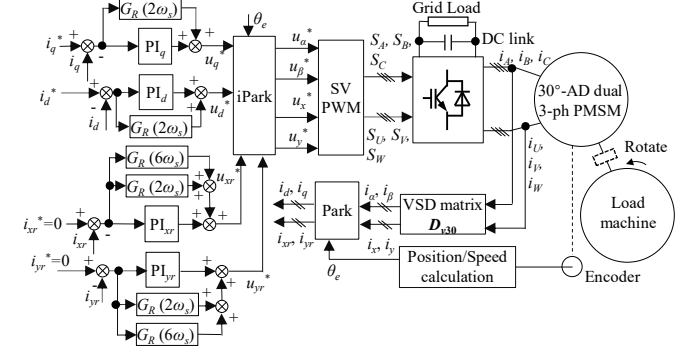 G_R (2ω_s)
θ_e
Grid Load
i_q*
PI_q
u_q*
i_q
DC link
u_α*
S_A, S_B,
S_C
i_A, i_B, i_C
u_β*
SV
PWM
30°-AD dual
3-ph PMSM
iPark
i_d*
PI_d
u_d*
i_d
G_R (2ω_s)
u_x*
u_y*
S_U, S_V,
S_W
i_U,
i_V,
i_W
Rotate
G_R (6ω_s)
G_R (2ω_s)
u_xr*
i_xr*=0
PI_xr
i_xr
i_d, i_q
Park
i_α, i_β
VSD matrix
D_v30
i_xr, i_yr
i_x, i_y
Load
machine
i_yr*=0
PI_yr
u_yr*
i_yr
G_R (2ω_s)
G_R (6ω_s)
θ_e
Position/Speed
calculation
Encoder